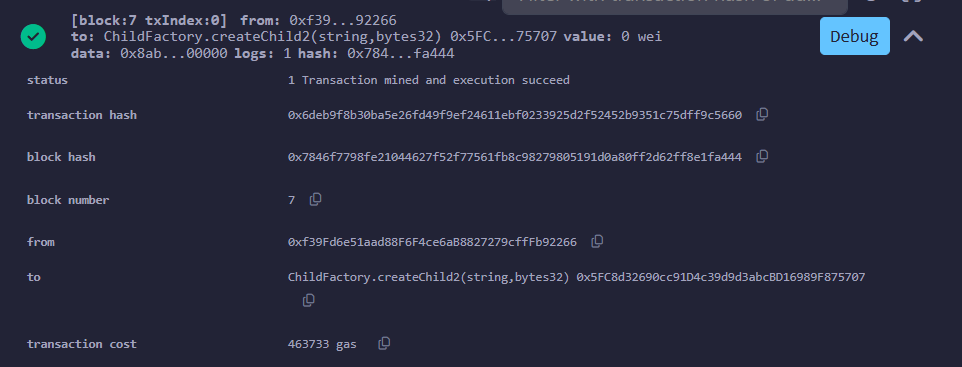 [block:7 txIndex:0] from: 0xf39...92266
to: ChildFactory.createChild2(string,bytes32) 0x5FC...75707 value: 0 wei
data: 0x8ab...00000 logs: 1 hash: 0x784...fa444
Debug
status 1 Transaction mined and execution succeed
transaction hash 0x6deb9f8b30ba5e26fd49f9ef24611ebf0233925d2f52452b9351c75dff9c5660
block hash 0x7846f7798fe21044627f52f77561fb8c98279805191d0a80ff2d62ff8e1fa444
block number 7
from 0xf39Fd6e51aad88F6F4ce6aB8827279cffFb92266
to ChildFactory.createChild2(string,bytes32) 0x5FC8d32690cc91D4c39d9d3abcBD16989F875707
transaction cost 463733 gas